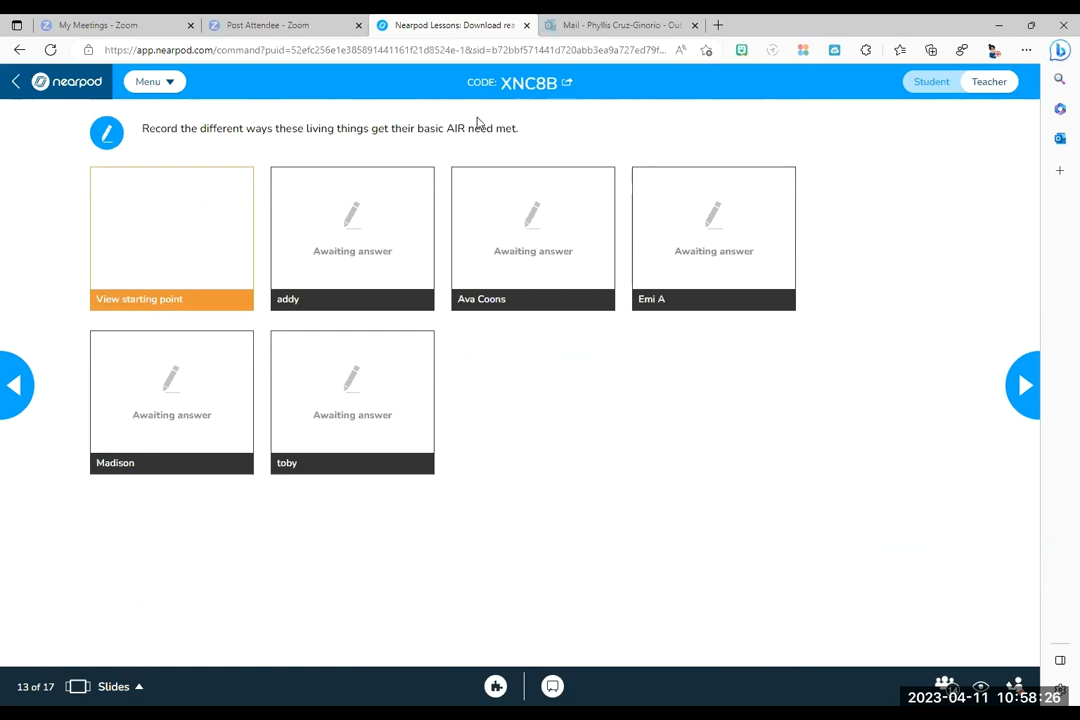 My Meetings - Zoom
Post Attendee - Zoom
Nearpod Lessons: Download rea
Mail - Phyllis Cruz-Ginorio - Out
https://app.nearpod.com/command?puid=52efc256e1e385891441161f21d8524e-1&sid=b72bbf571441d720abb3ea9a727ed79f...
nearpod
Menu
CODE: XNC8B
Student
Teacher
Record the different ways these living things get their basic AIR need met.
Awaiting answer
Awaiting answer
Awaiting answer
View starting point
addy
Ava Coons
Emi A
Awaiting answer
Awaiting answer
Madison
toby
13 of 17
Slides
2023-04-11 10:58:26